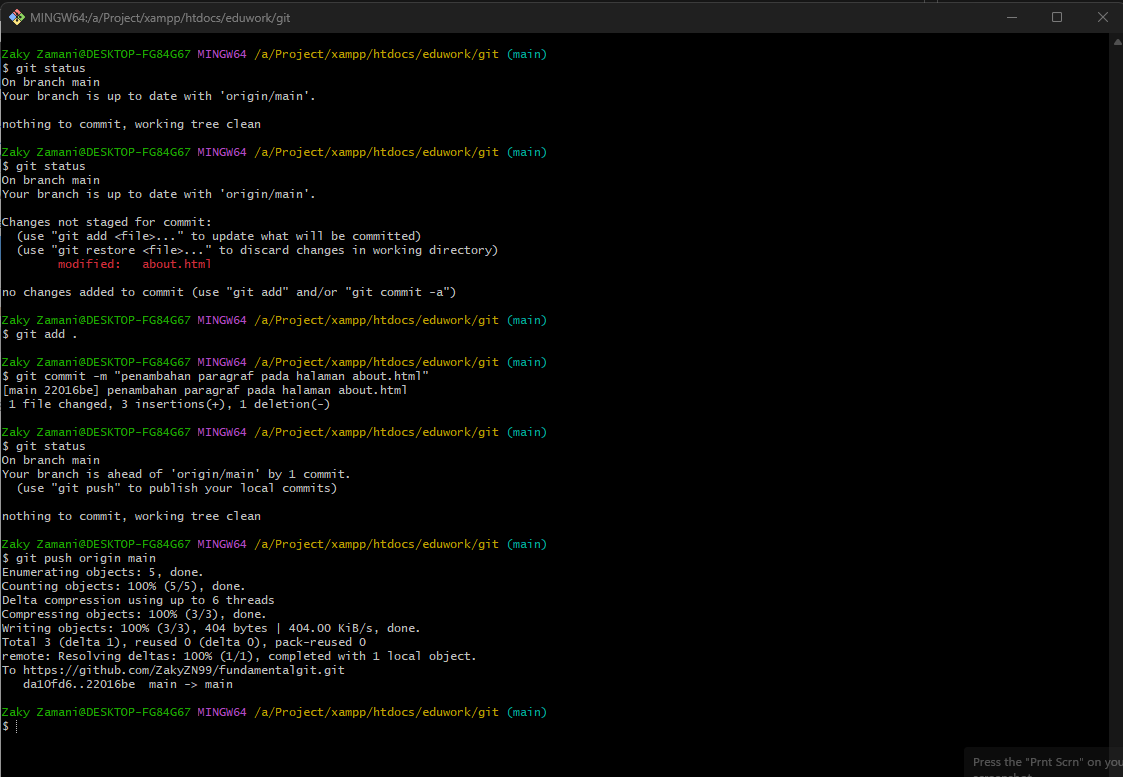 MINGW64:/a/Project/xampp/htdocs/eduwork/git
Zaky Zamani@DESKTOP-FG84G67 MINGW64 /a/Project/xampp/htdocs/eduwork/git (main)
$ git status
On branch main
Your branch is up to date with 'origin/main'.
nothing to commit, working tree clean
Zaky Zamani@DESKTOP-FG84G67 MINGW64 /a/Project/xampp/htdocs/eduwork/git (main)
$ git status
On branch main
Your branch is up to date with 'origin/main'.
Changes not staged for commit:
  (use "git add <file>..." to update what will be committed)
  (use "git restore <file>..." to discard changes in working directory)
        modified:   about.html
no changes added to commit (use "git add" and/or "git commit -a")
Zaky Zamani@DESKTOP-FG84G67 MINGW64 /a/Project/xampp/htdocs/eduwork/git (main)
$ git add .
Zaky Zamani@DESKTOP-FG84G67 MINGW64 /a/Project/xampp/htdocs/eduwork/git (main)
$ git commit -m "penambahan paragraf pada halaman about.html"
[main 22016be] penambahan paragraf pada halaman about.html
 1 file changed, 3 insertions(+), 1 deletion(-)
Zaky Zamani@DESKTOP-FG84G67 MINGW64 /a/Project/xampp/htdocs/eduwork/git (main)
$ git status
On branch main
Your branch is ahead of 'origin/main' by 1 commit.
  (use "git push" to publish your local commits)
nothing to commit, working tree clean
Zaky Zamani@DESKTOP-FG84G67 MINGW64 /a/Project/xampp/htdocs/eduwork/git (main)
$ git push origin main
Enumerating objects: 5, done.
Counting objects: 100% (5/5), done.
Delta compression using up to 6 threads
Compressing objects: 100% (3/3), done.
Writing objects: 100% (3/3), 404 bytes | 404.00 KiB/s, done.
Total 3 (delta 1), reused 0 (delta 0), pack-reused 0
remote: Resolving deltas: 100% (1/1), completed with 1 local object.
To https://github.com/ZakyZN99/fundamentalgit.git
   da10fd6..22016be  main -> main
Zaky Zamani@DESKTOP-FG84G67 MINGW64 /a/Project/xampp/htdocs/eduwork/git (main)
$
Press the "Prnt Scrn" on you